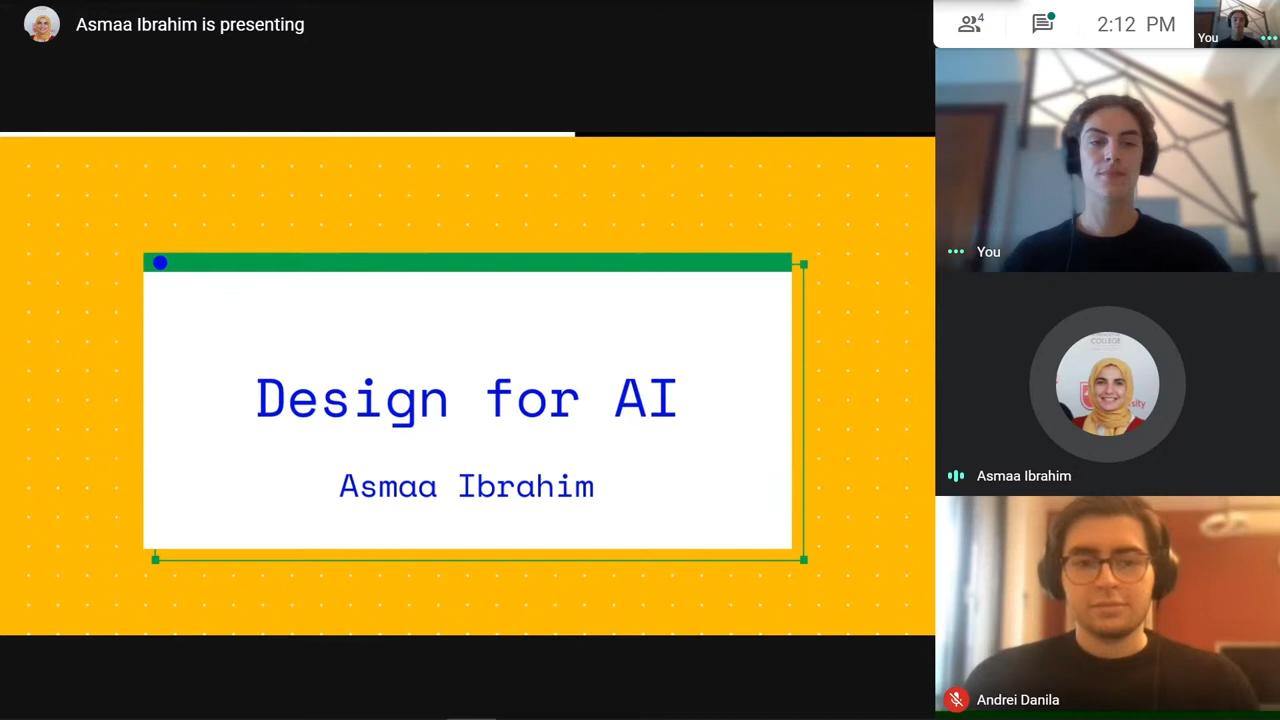 Asmaa Ibrahim is presenting
4
2:12 PM
You
You
Design for AI
Asmaa Ibrahim
COLLEGE
Asmaa Ibrahim
Andrei Danila